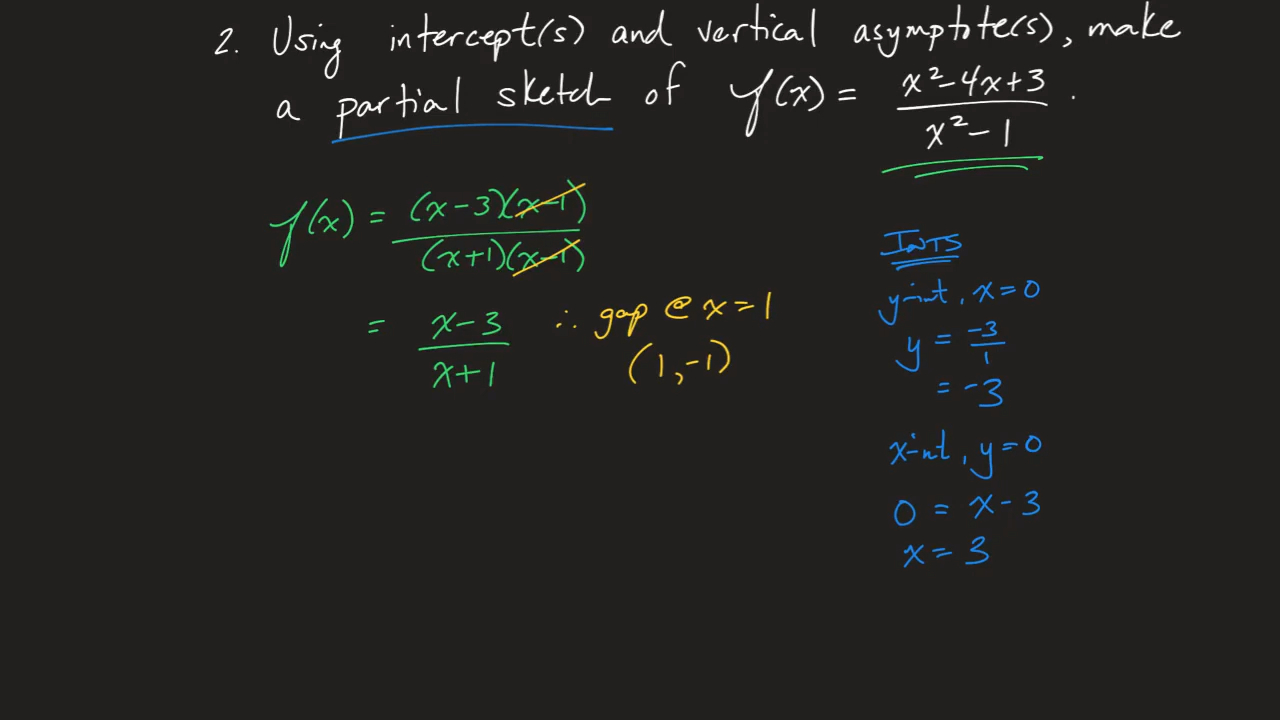 2. Using intercept(s) and vertical asymptote(s), make
a partial sketch of f(x) = (x²-4x+3)/(x²-1).
f(x) = ((x-3)(x-1))/((x+1)(x-1))
= (x-3)/(x+1) ∴ gap @ x=1
(1,-1)
INTS
y-int, x=0
y = -3/1
= -3
x-int, y=0
0 = x-3
x = 3